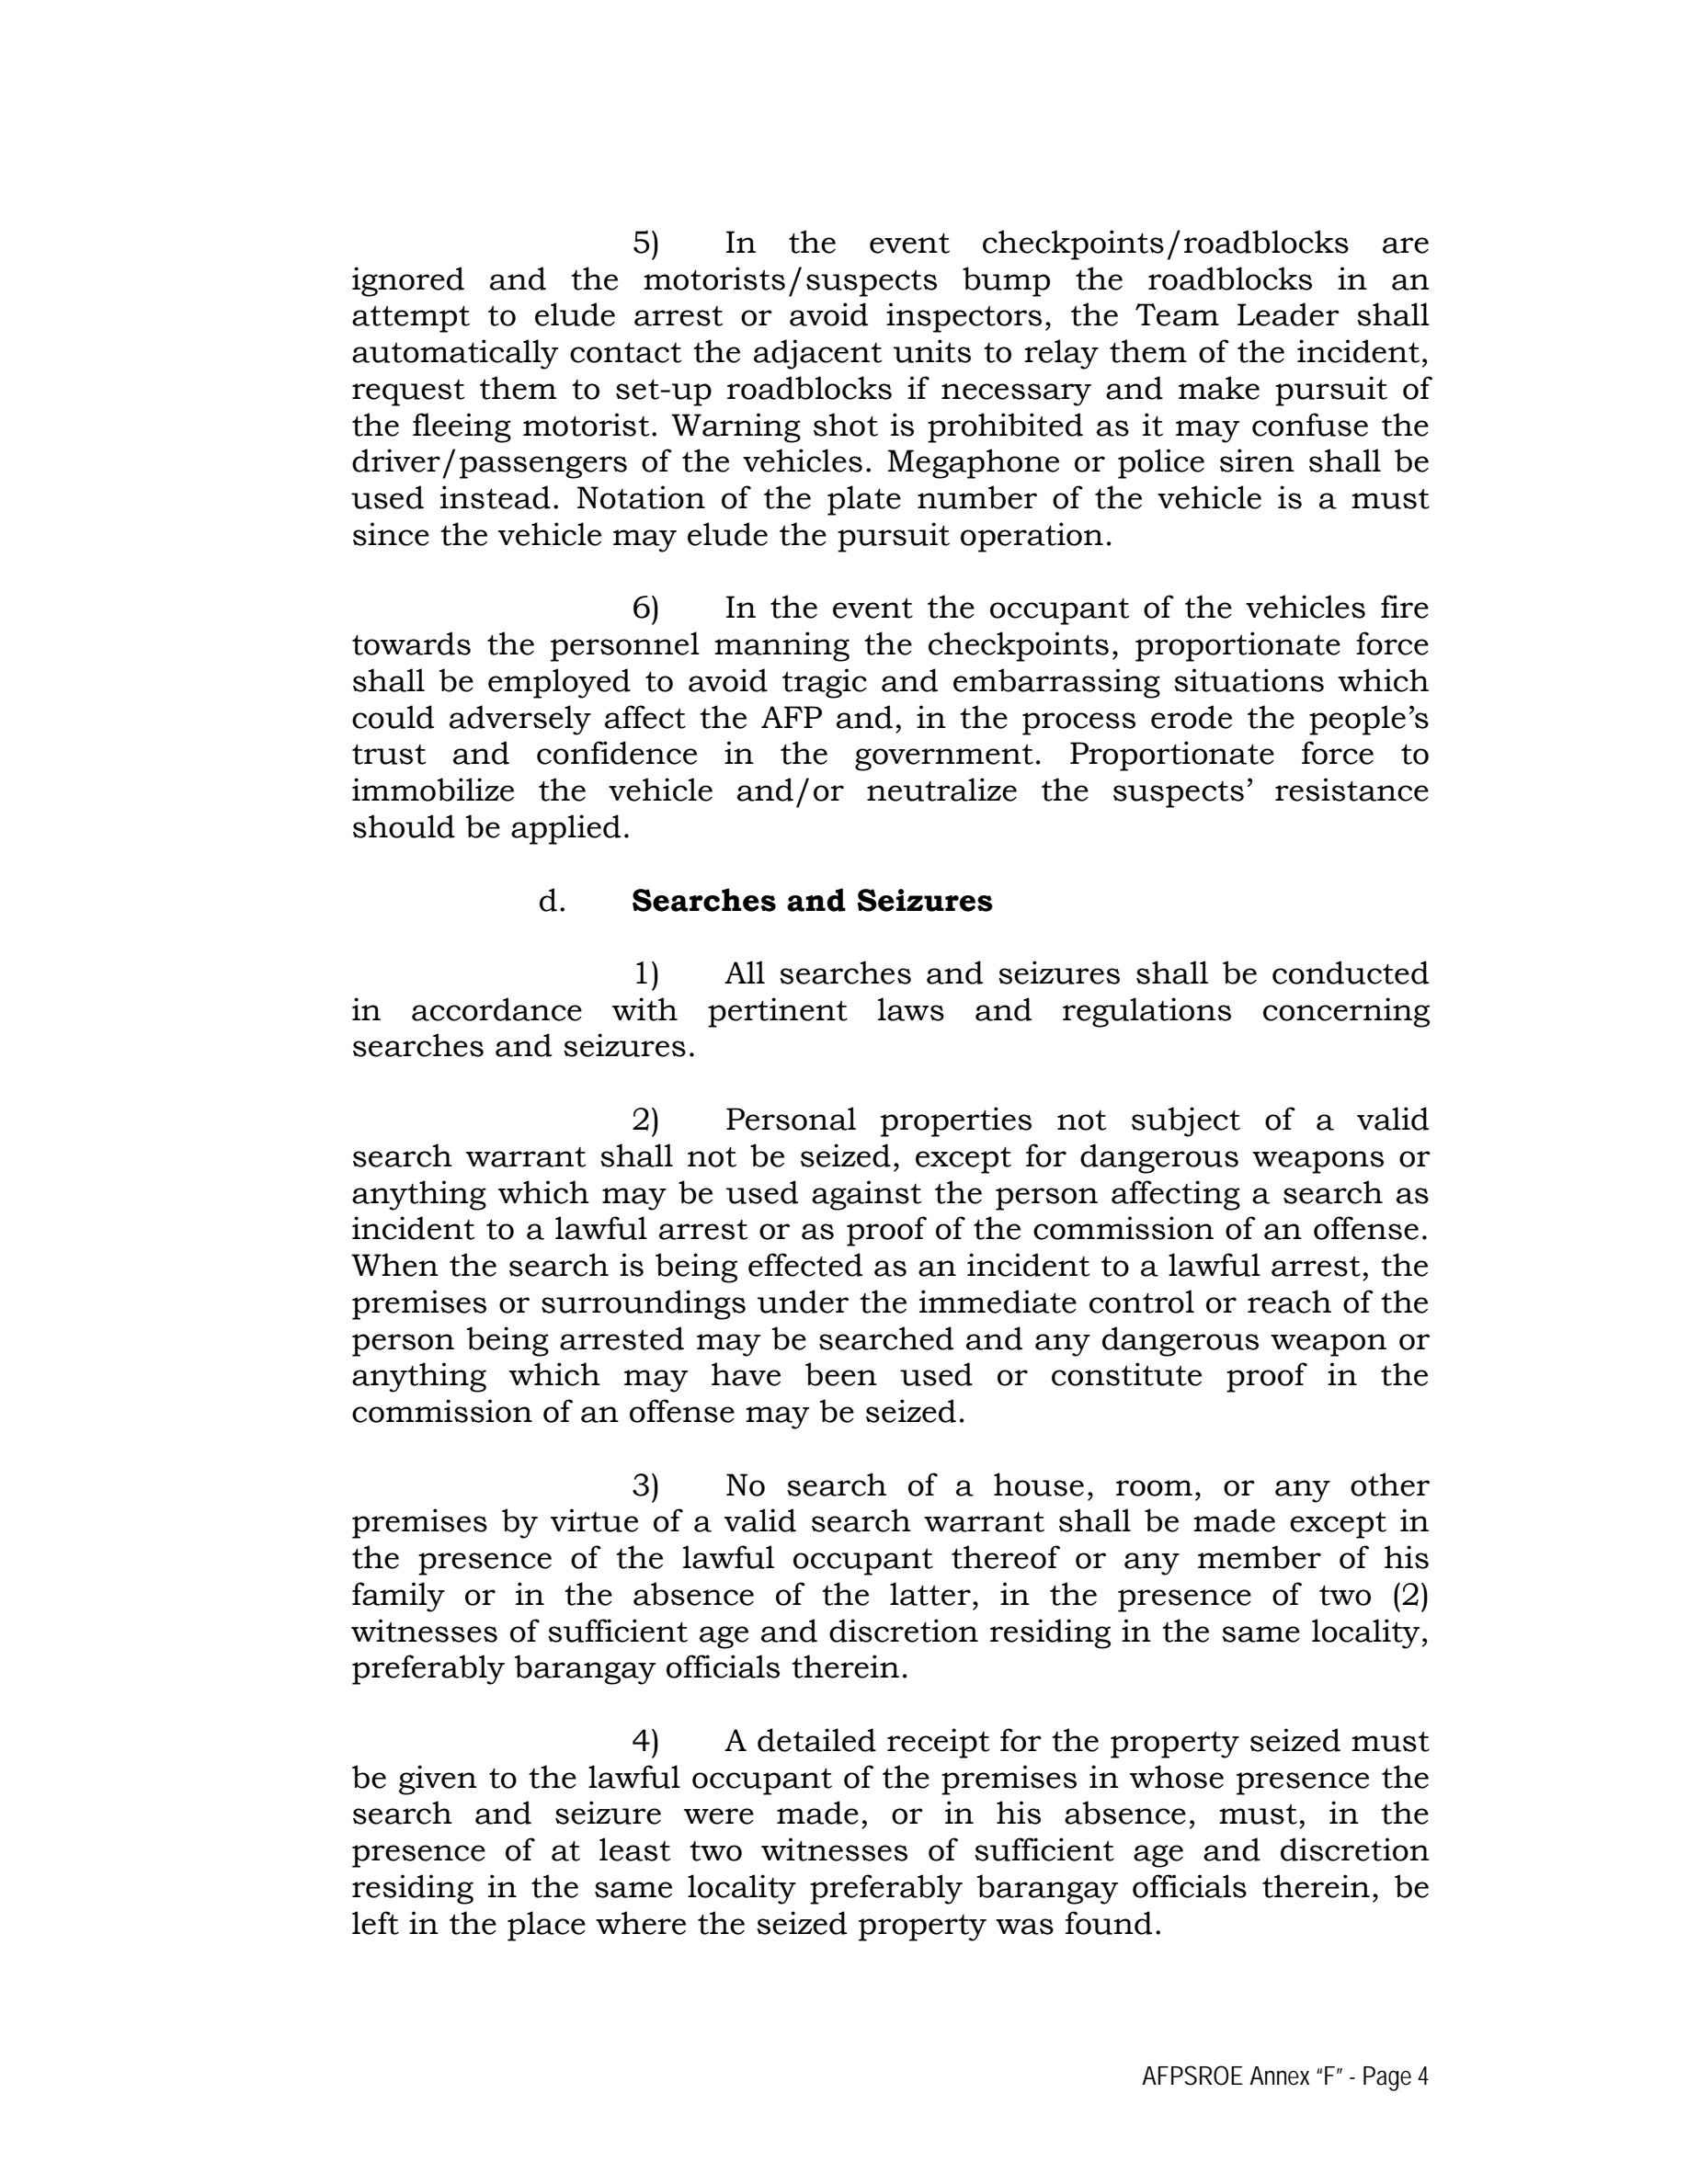 5) In the event checkpoints/roadblocks are
ignored and the motorists/suspects bump the roadblocks in an
attempt to elude arrest or avoid inspectors, the Team Leader shall
automatically contact the adjacent units to relay them of the incident,
request them to set-up roadblocks if necessary and make pursuit of
the fleeing motorist. Warning shot is prohibited as it may confuse the
driver/passengers of the vehicles. Megaphone or police siren shall be
used instead. Notation of the plate number of the vehicle is a must
since the vehicle may elude the pursuit operation.
6) In the event the occupant of the vehicles fire
towards the personnel manning the checkpoints, proportionate force
shall be employed to avoid tragic and embarrassing situations which
could adversely affect the AFP and, in the process erode the people’s
trust and confidence in the government. Proportionate force to
immobilize the vehicle and/or neutralize the suspects’ resistance
should be applied.
d. Searches and Seizures
1) All searches and seizures shall be conducted
in accordance with pertinent laws and regulations concerning
searches and seizures.
2) Personal properties not subject of a valid
search warrant shall not be seized, except for dangerous weapons or
anything which may be used against the person affecting a search as
incident to a lawful arrest or as proof of the commission of an offense.
When the search is being effected as an incident to a lawful arrest, the
premises or surroundings under the immediate control or reach of the
person being arrested may be searched and any dangerous weapon or
anything which may have been used or constitute proof in the
commission of an offense may be seized.
3) No search of a house, room, or any other
premises by virtue of a valid search warrant shall be made except in
the presence of the lawful occupant thereof or any member of his
family or in the absence of the latter, in the presence of two (2)
witnesses of sufficient age and discretion residing in the same locality,
preferably barangay officials therein.
4) A detailed receipt for the property seized must
be given to the lawful occupant of the premises in whose presence the
search and seizure were made, or in his absence, must, in the
presence of at least two witnesses of sufficient age and discretion
residing in the same locality preferably barangay officials therein, be
left in the place where the seized property was found.
AFPSROE Annex “F” - Page 4